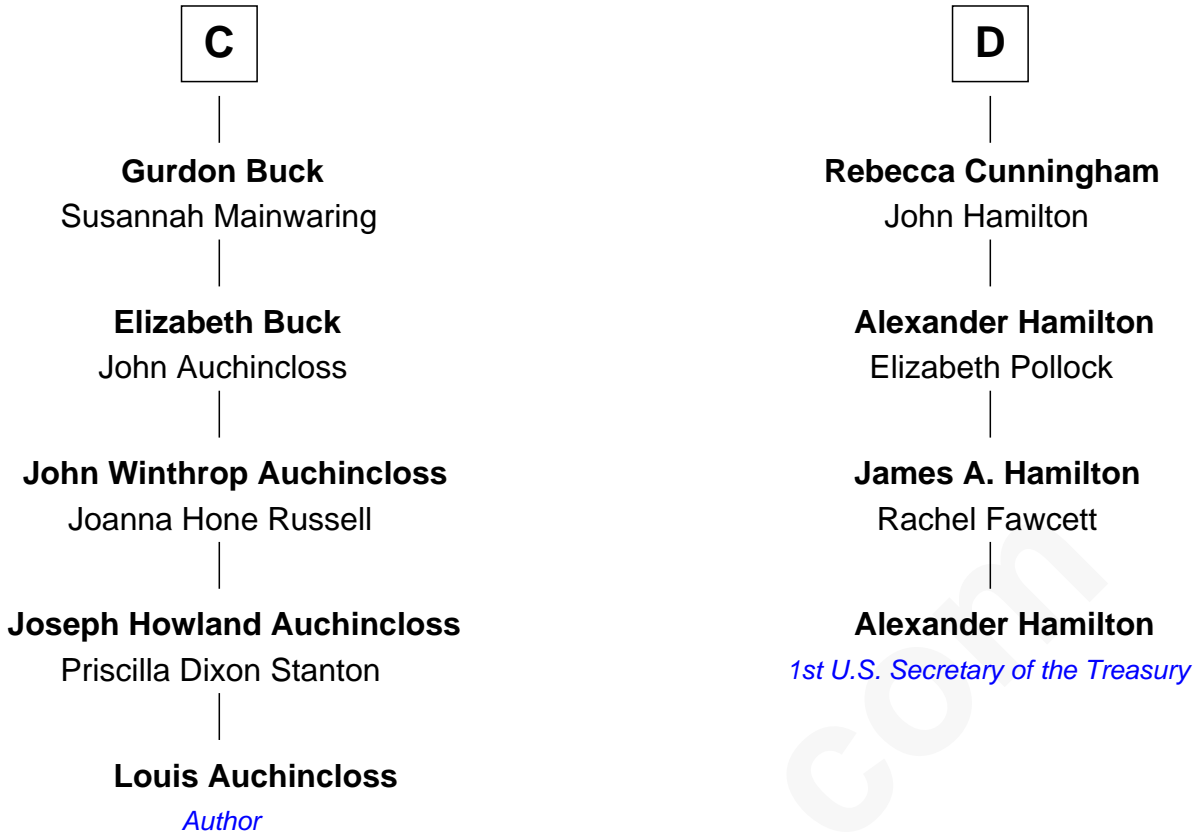 C
Gurdon Buck
Susannah Mainwaring
Elizabeth Buck
John Auchincloss
John Winthrop Auchincloss
Joanna Hone Russell
Joseph Howland Auchincloss
Priscilla Dixon Stanton
Louis Auchincloss
Author
D
Rebecca Cunningham
John Hamilton
Alexander Hamilton
Elizabeth Pollock
James A. Hamilton
Rachel Fawcett
Alexander Hamilton
1st U.S. Secretary of the Treasury
com